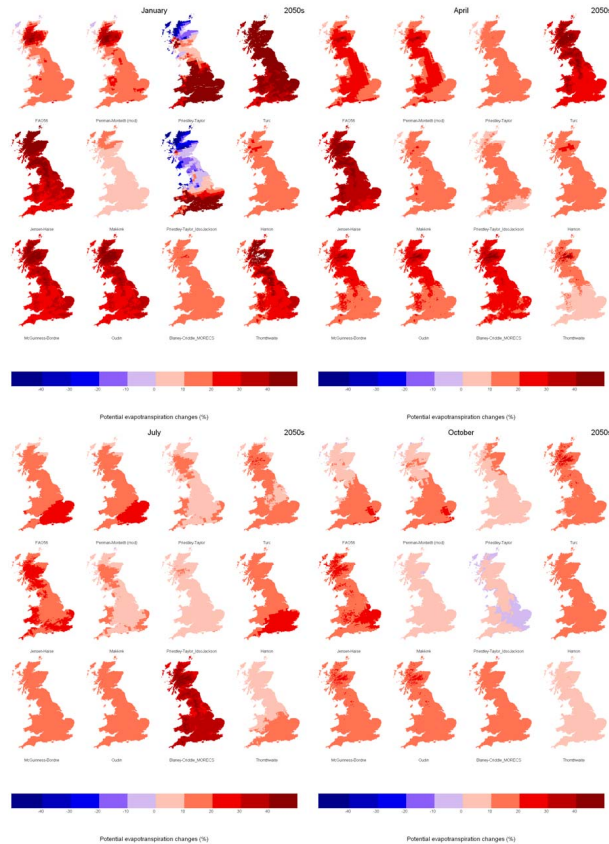 January 2050s
FAO56 Penman-Monteith (mod) Priestley-Taylor Turc
Jensen-Haise Makkink Priestley-Taylor_IdsoJackson Hamon
McGuinness-Bordne Oudin Blaney-Criddle_MORECS Thornthwaite
-40 -30 -20 -10 0 10 20 30 40
Potential evapotranspiration changes (%)
April 2050s
FAO56 Penman-Monteith (mod) Priestley-Taylor Turc
Jensen-Haise Makkink Priestley-Taylor_IdsoJackson Hamon
McGuinness-Bordne Oudin Blaney-Criddle_MORECS Thornthwaite
-40 -30 -20 -10 0 10 20 30 40
Potential evapotranspiration changes (%)
July 2050s
FAO56 Penman-Monteith (mod) Priestley-Taylor Turc
Jensen-Haise Makkink Priestley-Taylor_IdsoJackson Hamon
McGuinness-Bordne Oudin Blaney-Criddle_MORECS Thornthwaite
-40 -30 -20 -10 0 10 20 30 40
Potential evapotranspiration changes (%)
October 2050s
FAO56 Penman-Monteith (mod) Priestley-Taylor Turc
Jensen-Haise Makkink Priestley-Taylor_IdsoJackson Hamon
McGuinness-Bordne Oudin Blaney-Criddle_MORECS Thornthwaite
-40 -30 -20 -10 0 10 20 30 40
Potential evapotranspiration changes (%)